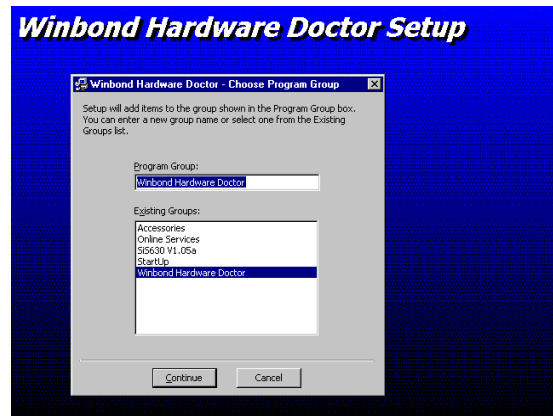 Winbond Hardware Doctor Setup
Winbond Hardware Doctor - Choose Program Group
Setup will add items to the group shown in the Program Group box.
You can enter a new group name or select one from the Existing
Groups list.
Program Group:
Winbond Hardware Doctor
Existing Groups:
Accessories
Online Services
SiS630 V1.05a
StartUp
Winbond Hardware Doctor
Continue
Cancel